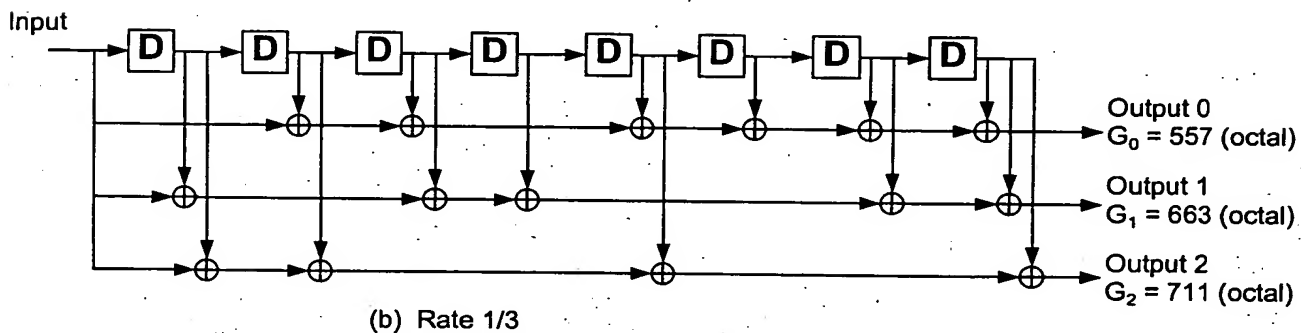 Input
D D D D D D D D
Output 0
G₀ = 557 (octal)
Output 1
G₁ = 663 (octal)
Output 2
G₂ = 711 (octal)
(b) Rate 1/3